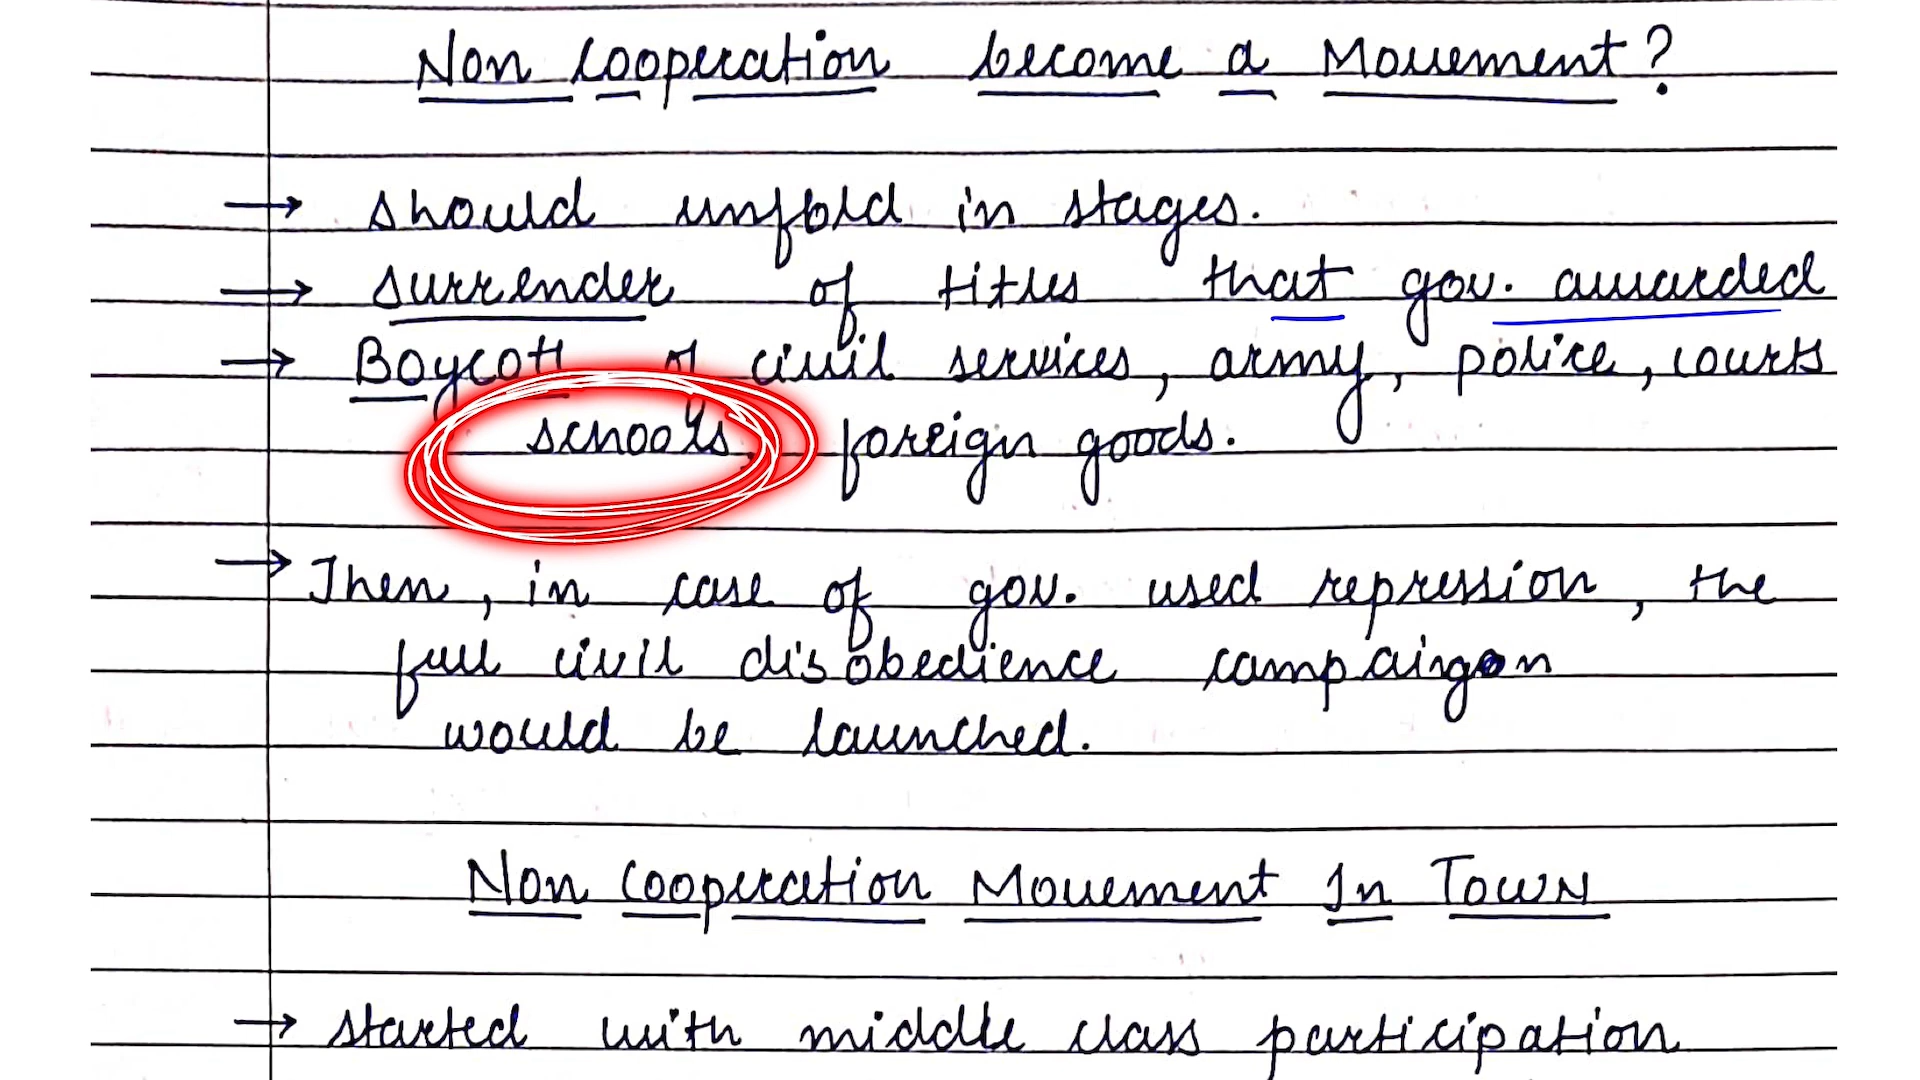 Non Cooperation become a Movement?
→ should unfold in stages.
→ surrender of titles that gov. awarded
→ Boycott of civil services, army, police, courts
schools, foreign goods.
→ Then, in case of gov. used repression, the
full civil disobedience campaingon
would be launched.
Non Cooperation Movement In Town
→ started with middle class participation